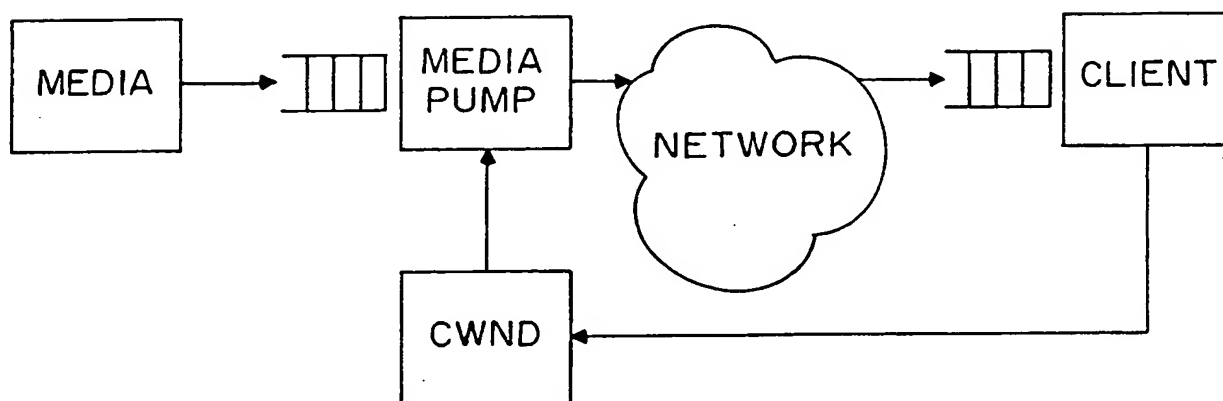 MEDIA
MEDIA
PUMP
NETWORK
CLIENT
CWND